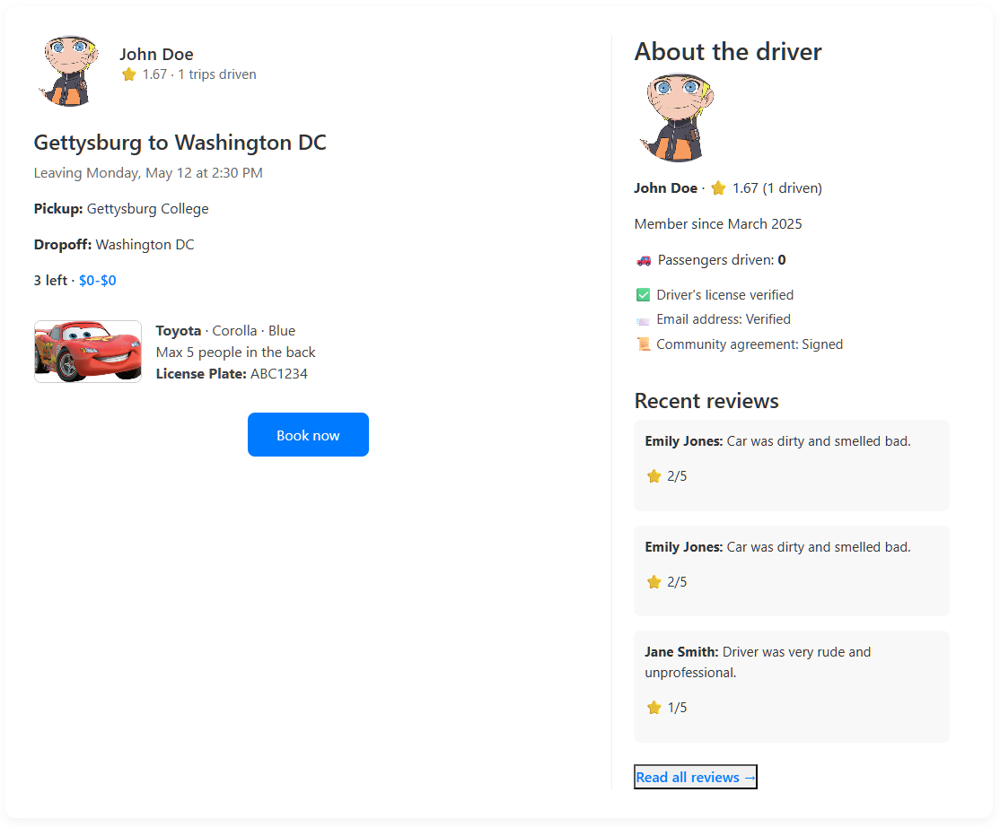 John Doe
⭐ 1.67 · 1 trips driven
Gettysburg to Washington DC
Leaving Monday, May 12 at 2:30 PM
Pickup: Gettysburg College
Dropoff: Washington DC
3 left · $0-$0
Toyota · Corolla · Blue
Max 5 people in the back
License Plate: ABC1234
Book now
About the driver
John Doe · ⭐ 1.67 (1 driven)
Member since March 2025
🚗 Passengers driven: 0
✅ Driver's license verified
📧 Email address: Verified
📜 Community agreement: Signed
Recent reviews
Emily Jones: Car was dirty and smelled bad.
⭐ 2/5
Emily Jones: Car was dirty and smelled bad.
⭐ 2/5
Jane Smith: Driver was very rude and
unprofessional.
⭐ 1/5
Read all reviews →